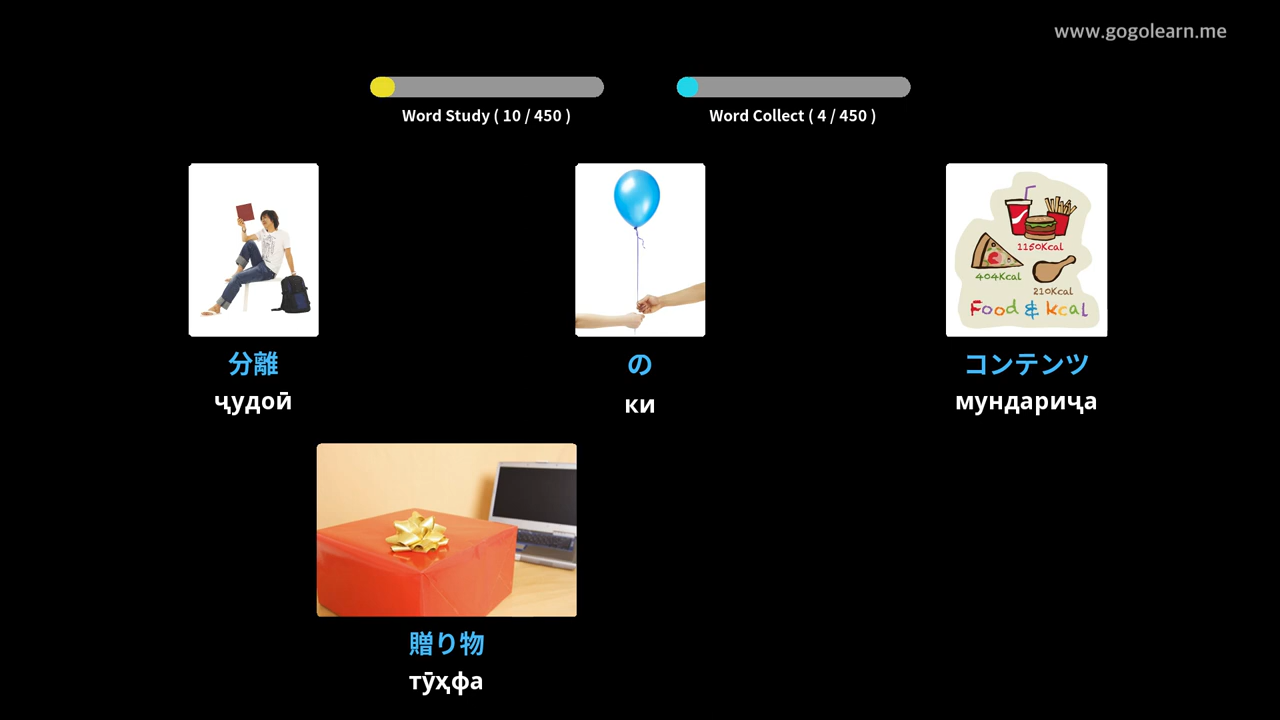 www.gogolearn.me
Word Study ( 10 / 450 )
Word Collect ( 4 / 450 )
1150Kcal
404Kcal
210Kcal
Food & kcal
分離
の
コンテンツ
ҷудоӣ
ки
мундариҷа
贈り物
тӯҳфа